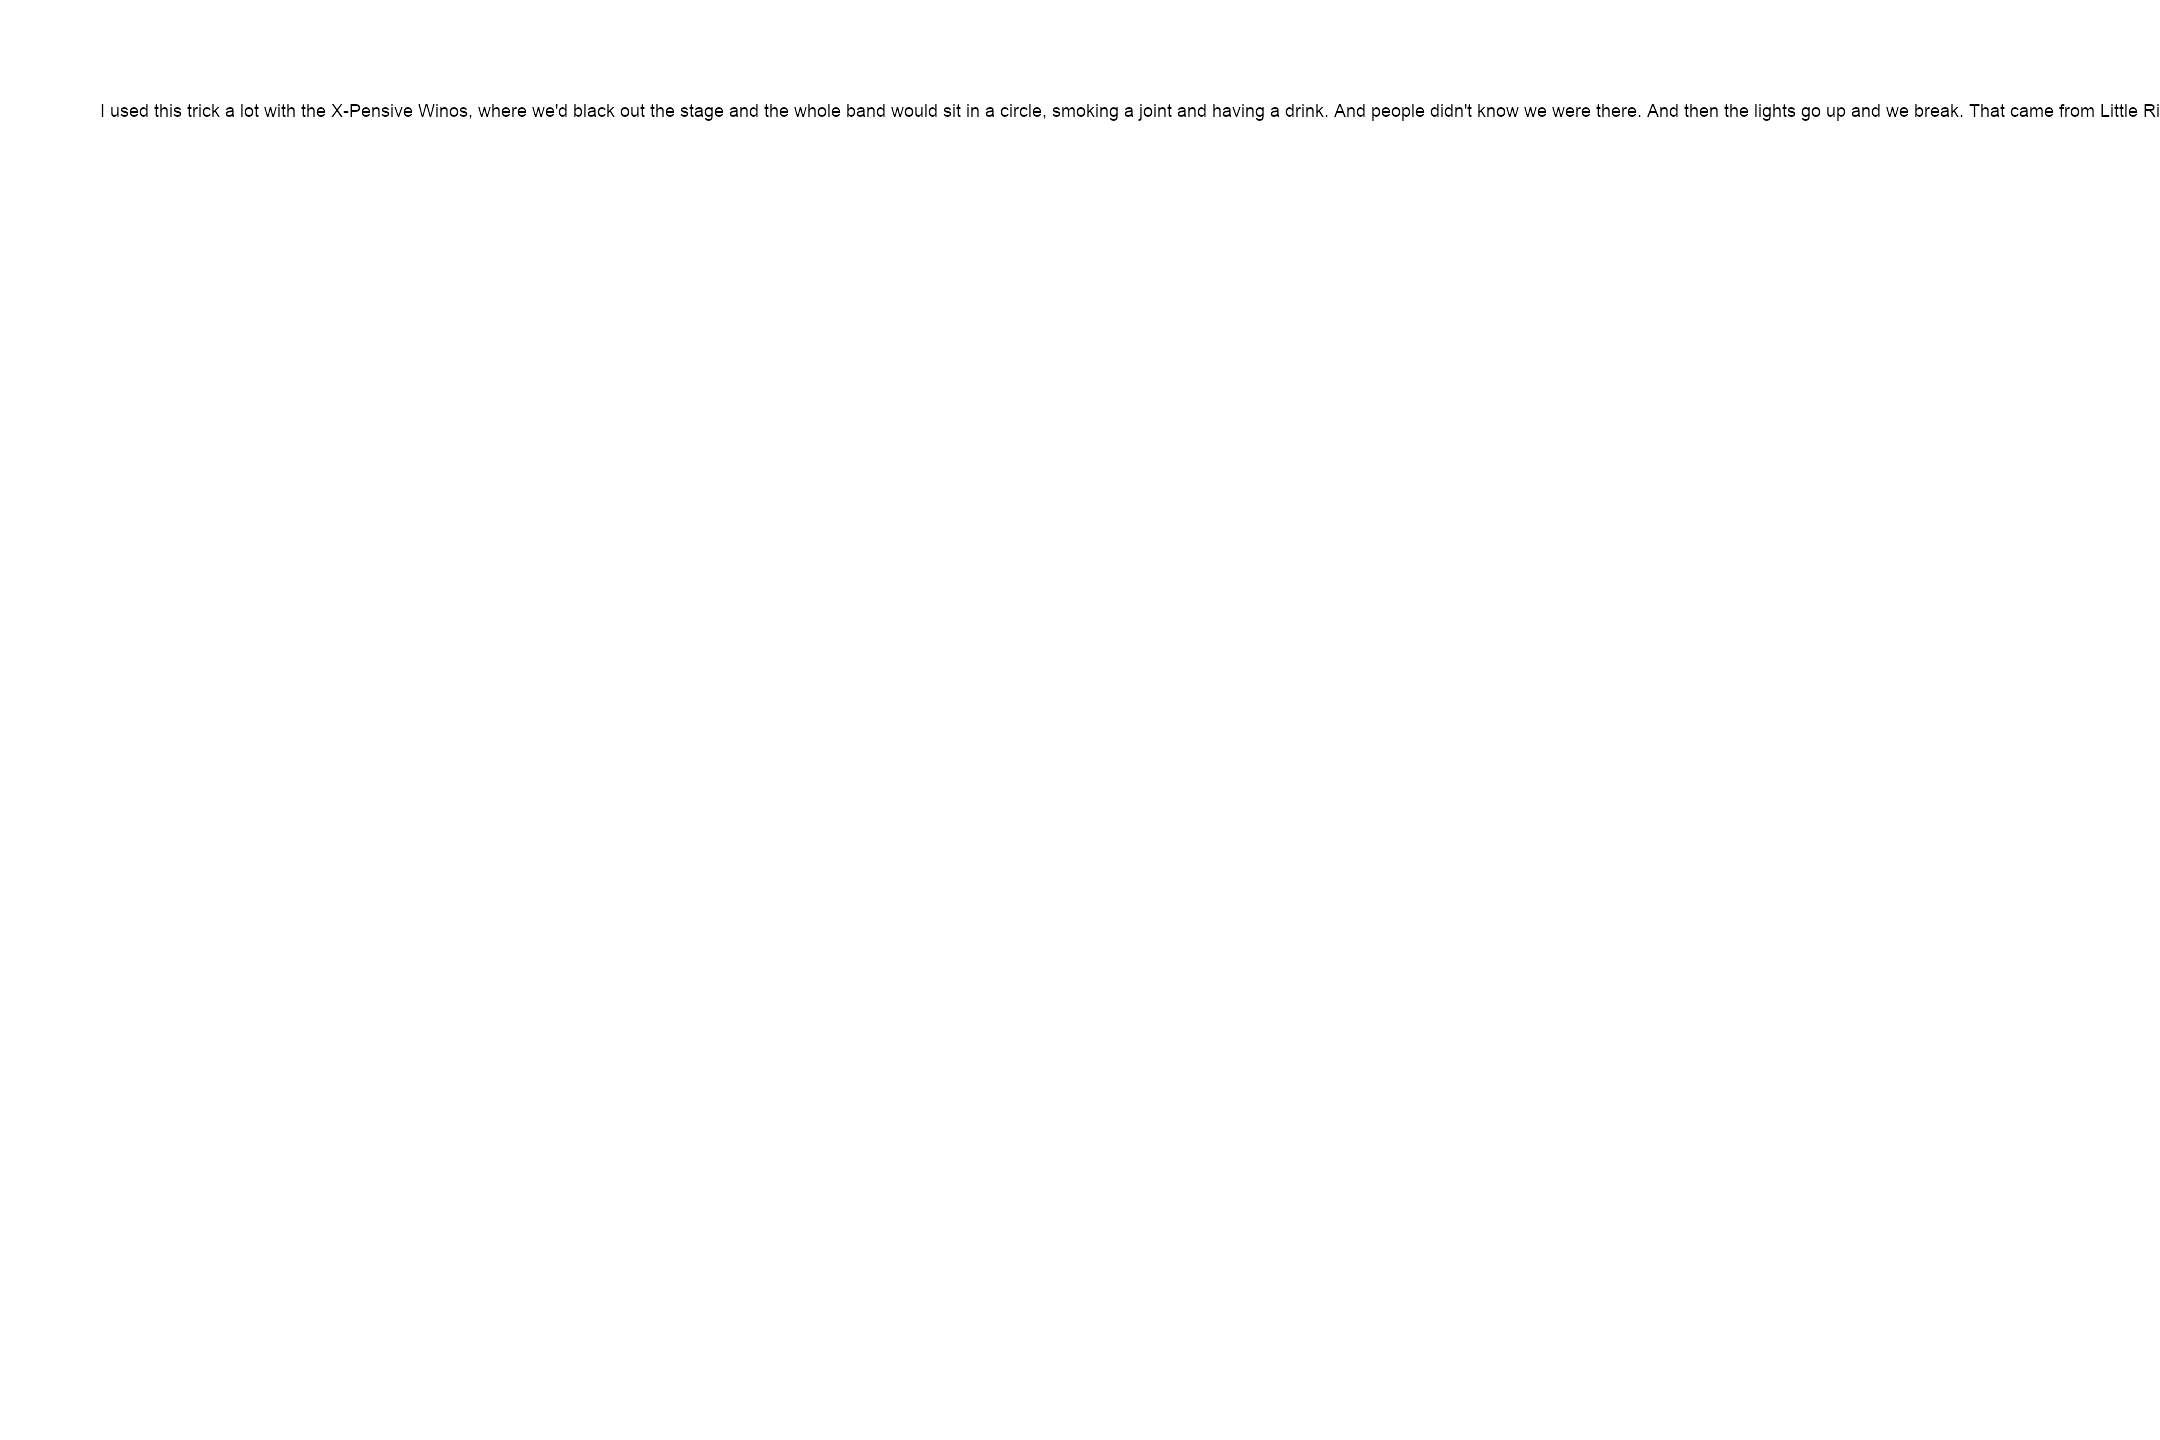 I used this trick a lot with the X-Pensive Winos, where we'd black out the stage and the whole band would sit in a circle, smoking a joint and having a drink. And people didn't know we were there. And then the lights go up and we break. That came from Little Ri